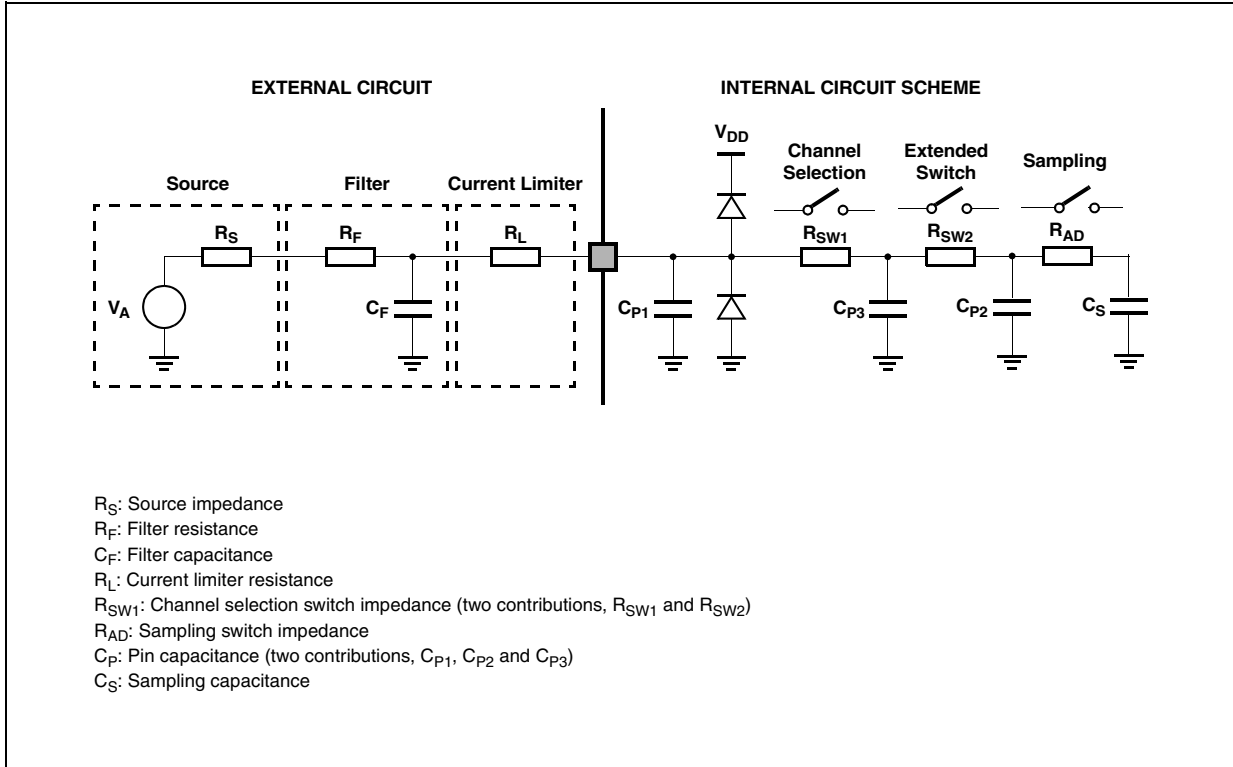 EXTERNAL CIRCUIT
INTERNAL CIRCUIT SCHEME
VDD
Channel
Selection
Extended
Switch
Sampling
Source
Filter
Current Limiter
RS
RF
RL
RSW1
RSW2
RAD
VA
CF
CP1
CP3
CP2
CS
RS: Source impedance
RF: Filter resistance
CF: Filter capacitance
RL: Current limiter resistance
RSW1: Channel selection switch impedance (two contributions, RSW1 and RSW2)
RAD: Sampling switch impedance
CP: Pin capacitance (two contributions, CP1, CP2 and CP3)
CS: Sampling capacitance